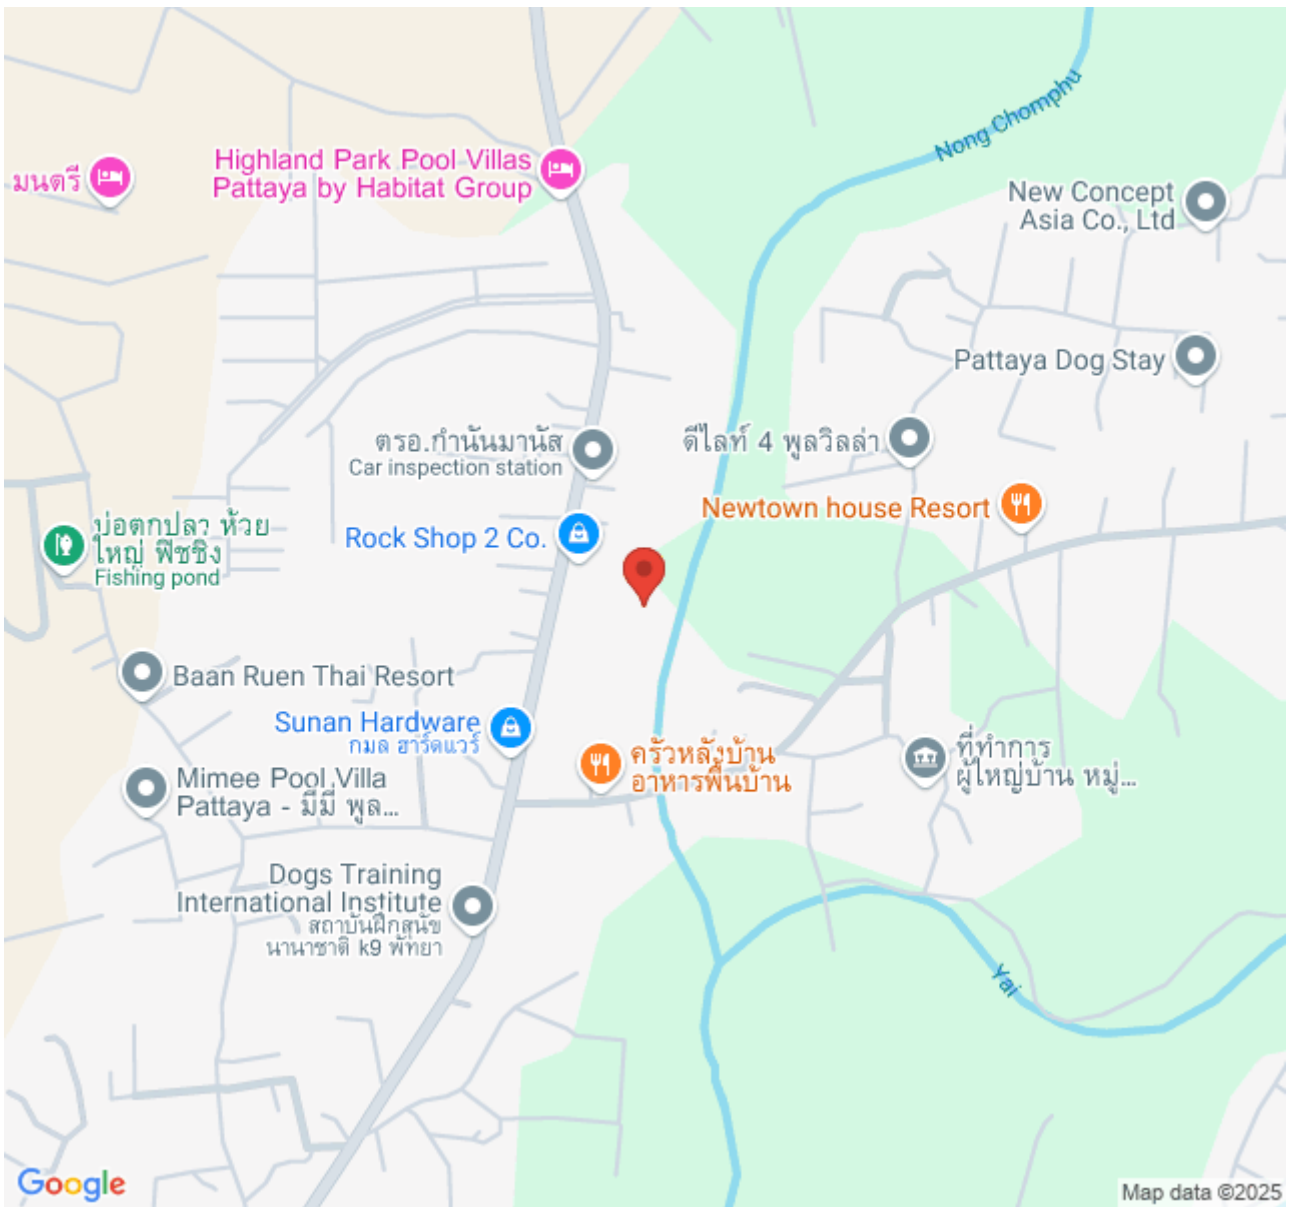 Nong Chomphu
Highland Park Pool Villas
Pattaya by Habitat Group
มนตรี
New Concept
Asia Co., Ltd
Pattaya Dog Stay
ตรอ.กำนันมานัส
Car inspection station
ดีไลท์ 4 พูลวิลล่า
Newtown house Resort
Rock Shop 2 Co.
บ่อตกปลา ห้วย
ใหญ่ ฟิชชิง
Fishing pond
Baan Ruen Thai Resort
Sunan Hardware
กมล ฮาร์ดแวร์
ครัวหลังบ้าน
อาหารพื้นบ้าน
ที่ทำการ
ผู้ใหญ่บ้าน หมู่...
Mimee Pool Villa
Pattaya - มีมี่ พูล...
Dogs Training
International Institute
สถาบันฝึกสุนัข
นานาชาติ k9 พัทยา
Yai
Google
Map data ©2025